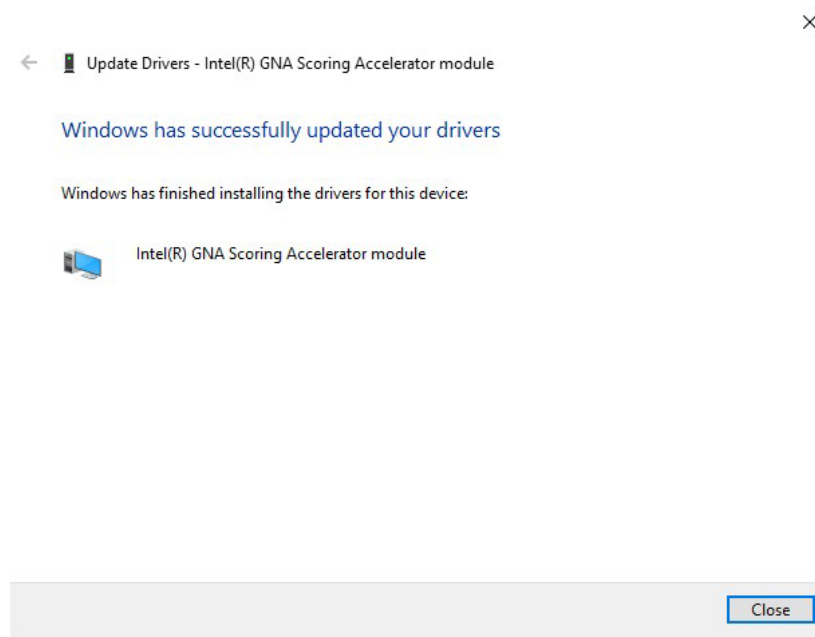 Update Drivers - Intel(R) GNA Scoring Accelerator module
Windows has successfully updated your drivers
Windows has finished installing the drivers for this device:
Intel(R) GNA Scoring Accelerator module
Close